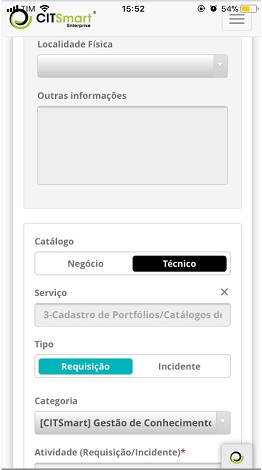 TIM 15:52 54%
CITSmart
Enterprise
Localidade Física
Outras informações
Catálogo
Negócio Técnico
Serviço ×
3-Cadastro de Portfólios/Catálogos de
Tipo
Requisição Incidente
Categoria
[CITSmart] Gestão de Conhecimento
Atividade (Requisição/Incidente)*